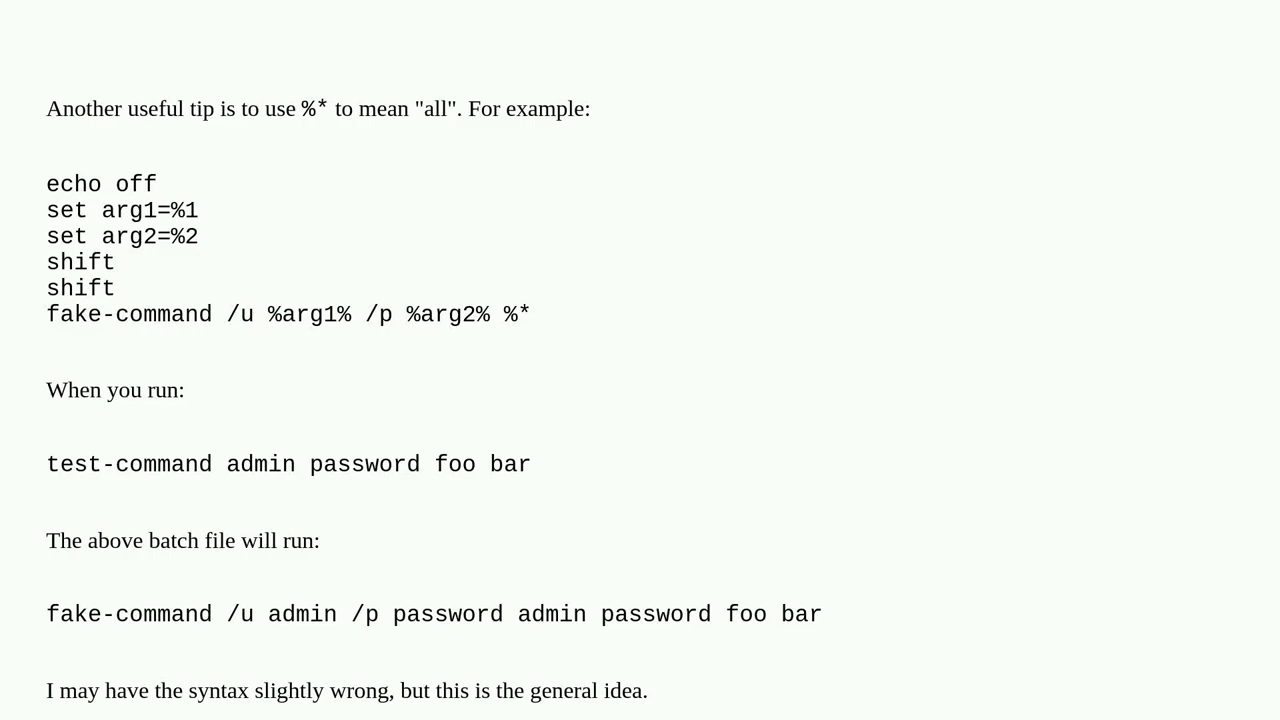 Another useful tip is to use %* to mean "all". For example:
echo off
set arg1=%1
set arg2=%2
shift
shift
fake-command /u %arg1% /p %arg2% %*
When you run:
test-command admin password foo bar
The above batch file will run:
fake-command /u admin /p password admin password foo bar
I may have the syntax slightly wrong, but this is the general idea.